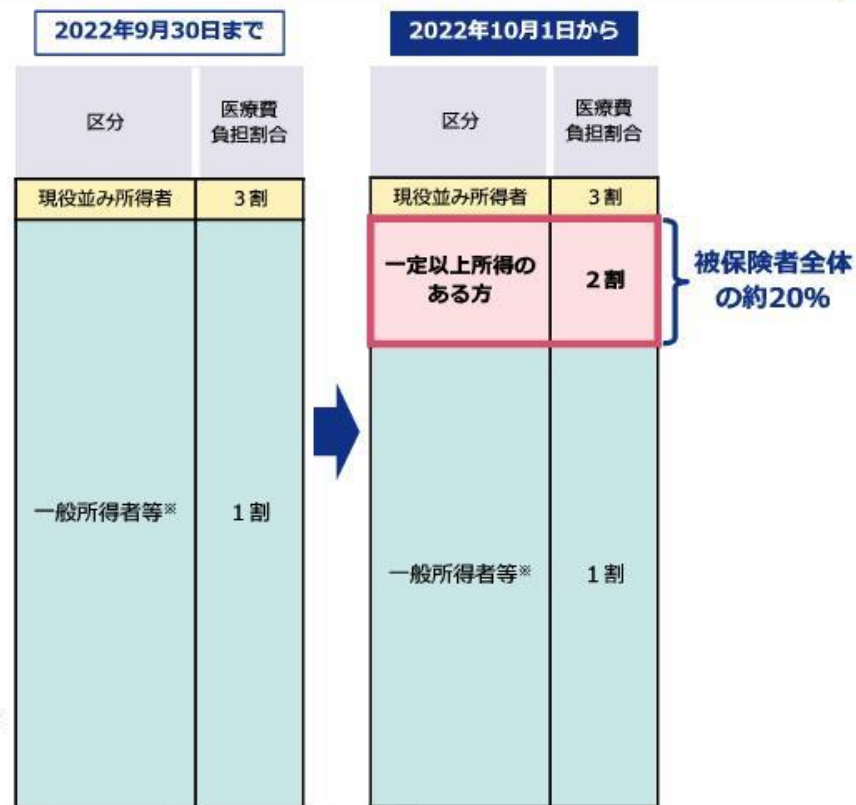 2022年9月30日まで
区分
医療費
負担割合
現役並み所得者
3割
一般所得者等※
1割
2022年10月1日から
区分
医療費
負担割合
現役並み所得者
3割
一定以上所得の
ある方
2割
一般所得者等※
1割
被保険者全体
の約20%